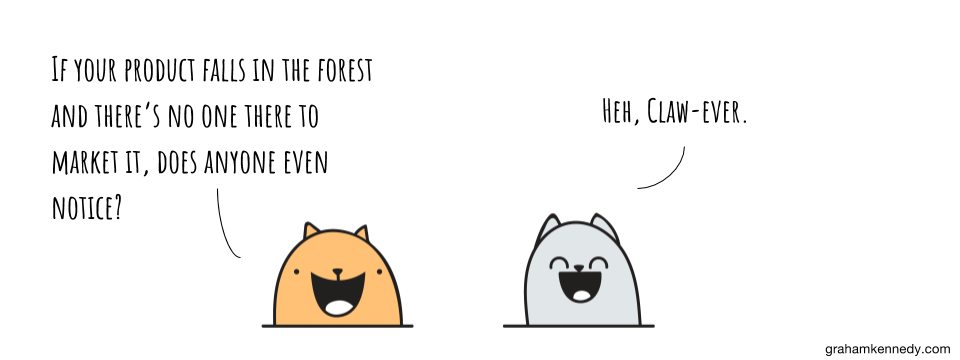 If your product falls in the forest
and there's no one there to
market it, does anyone even
notice?
Heh, Claw-ever.
grahamkennedy.com